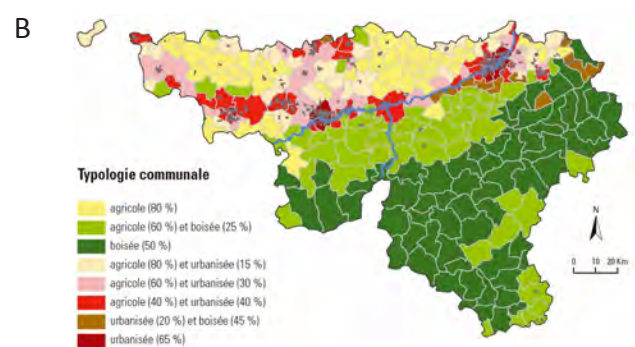 B
Typologie communale
agricole (80 %)
agricole (60 %) et boisée (25 %)
boisée (50 %)
agricole (80 %) et urbanisée (15 %)
agricole (60 %) et urbanisée (30 %)
agricole (40 %) et urbanisée (40 %)
urbanisée (20 %) et boisée (45 %)
urbanisée (65 %)
N
0 10 20 Km